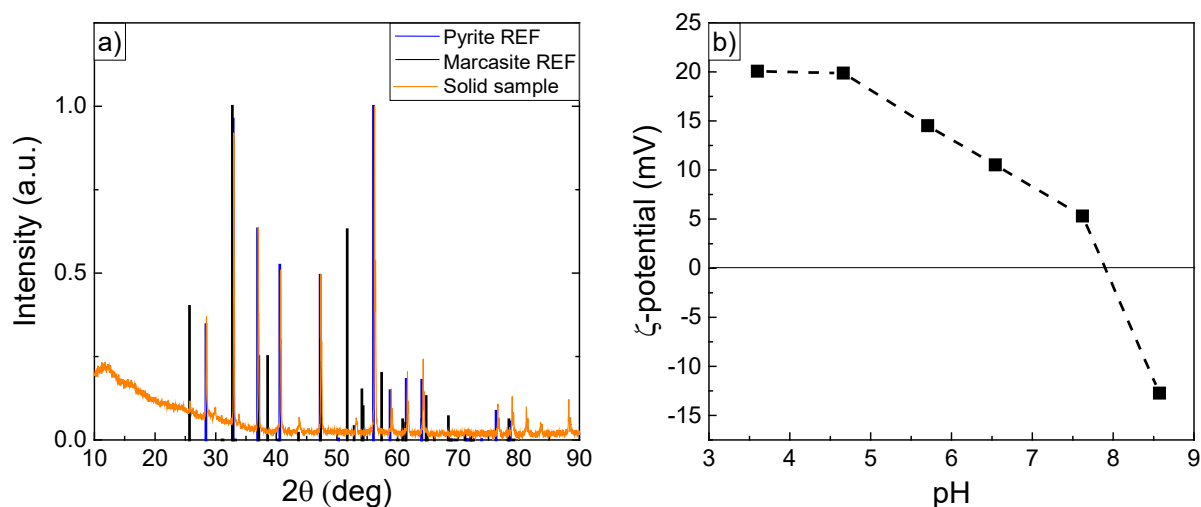 a)
Pyrite REF
Marcasite REF
Solid sample
Intensity (a.u.)
1.0
0.5
0.0
10 20 30 40 50 60 70 80 90
2θ (deg)
b)
ζ-potential (mV)
25
20
15
10
5
0
-5
-10
-15
3 4 5 6 7 8 9
pH